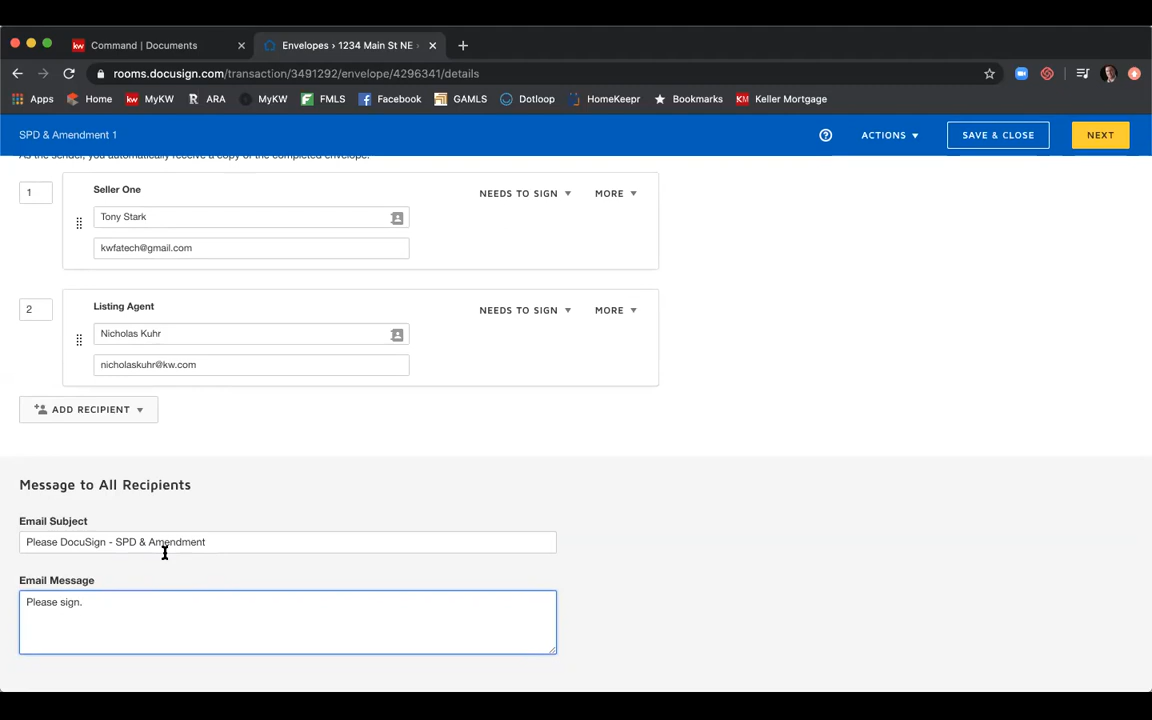 Command | Documents
Envelopes › 1234 Main St NE
rooms.docusign.com/transaction/3491292/envelope/4296341/details
Apps Home kw MyKW R ARA MyKW F FMLS Facebook GAMLS Dotloop HomeKeepr Bookmarks KM Keller Mortgage
SPD & Amendment 1
ACTIONS
SAVE & CLOSE
NEXT
As the sender, you automatically receive a copy of the completed envelope.
1
Seller One
NEEDS TO SIGN
MORE
Tony Stark
kwfatech@gmail.com
2
Listing Agent
NEEDS TO SIGN
MORE
Nicholas Kuhr
nicholaskuhr@kw.com
ADD RECIPIENT
Message to All Recipients
Email Subject
Please DocuSign - SPD & Amendment
Email Message
Please sign.